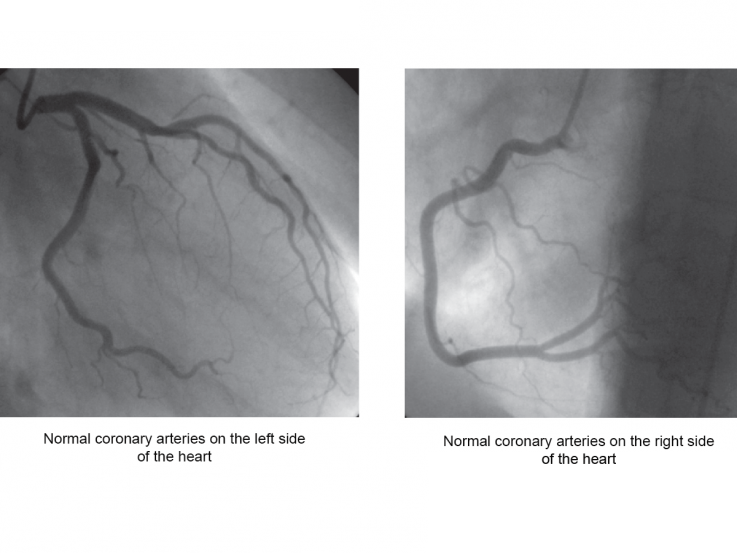 Normal coronary arteries on the left side
of the heart
Normal coronary arteries on the right side
of the heart